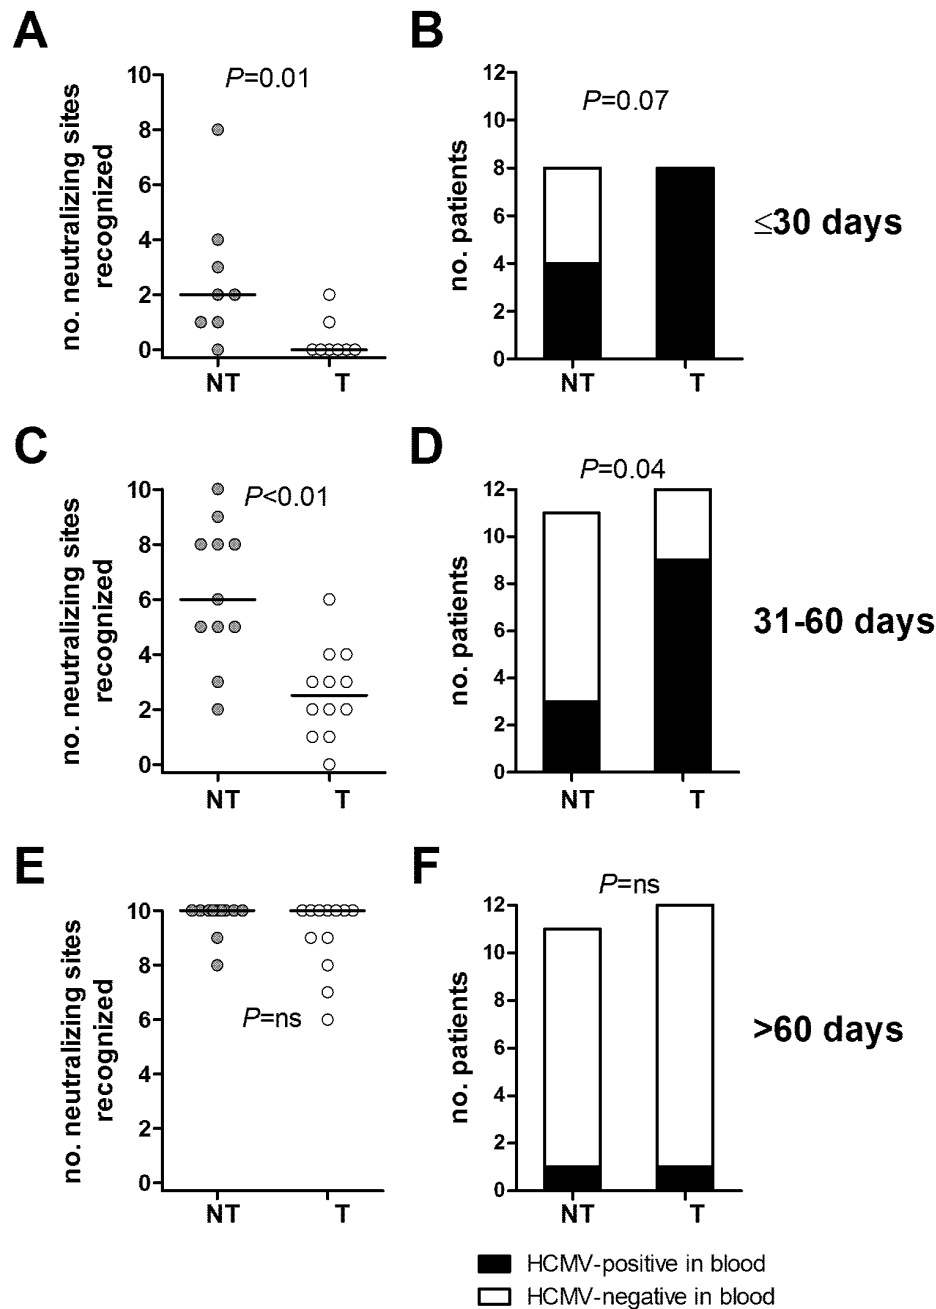 A
no. neutralizing sites
recognized
10
8
6
4
2
0
P=0.01
NT T
B
no. patients
12
10
8
6
4
2
0
P=0.07
NT T
≤30 days
C
no. neutralizing sites
recognized
10
8
6
4
2
0
P<0.01
NT T
D
no. patients
12
10
8
6
4
2
0
P=0.04
NT T
31-60 days
E
no. neutralizing sites
recognized
10
8
6
4
2
0
P=ns
NT T
F
no. patients
12
10
8
6
4
2
0
P=ns
NT T
>60 days
HCMV-positive in blood
HCMV-negative in blood